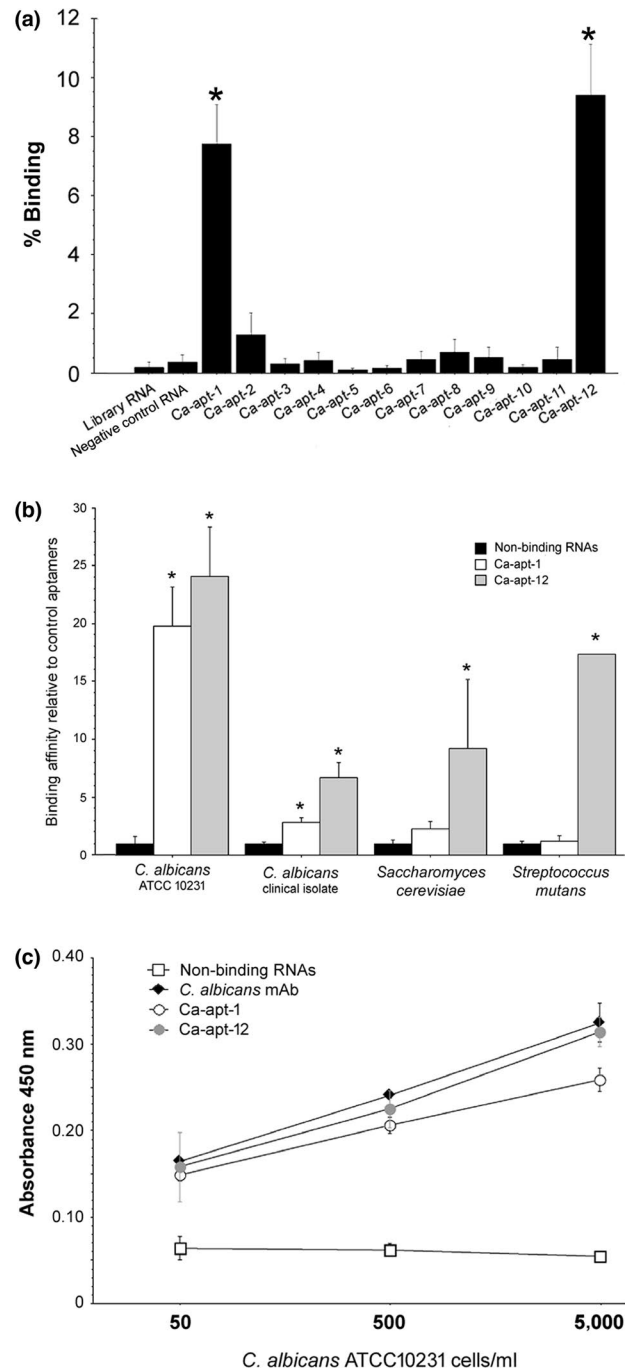 (a)
12
10
8
6
4
2
0
% Binding
*
*
Library RNA
Negative control RNA
Ca-apt-1
Ca-apt-2
Ca-apt-3
Ca-apt-4
Ca-apt-5
Ca-apt-6
Ca-apt-7
Ca-apt-8
Ca-apt-9
Ca-apt-10
Ca-apt-11
Ca-apt-12
(b)
30
25
20
15
10
5
0
Binding affinity relative to control aptamers
Non-binding RNAs
Ca-apt-1
Ca-apt-12
* *
* *
*
*
C. albicans
ATCC 10231
C. albicans
clinical isolate
Saccharomyces
cerevisiae
Streptococcus
mutans
(c)
0.40
0.30
0.20
0.10
0
Absorbance 450 nm
Non-binding RNAs
C. albicans mAb
Ca-apt-1
Ca-apt-12
50 500 5,000
C. albicans ATCC10231 cells/ml